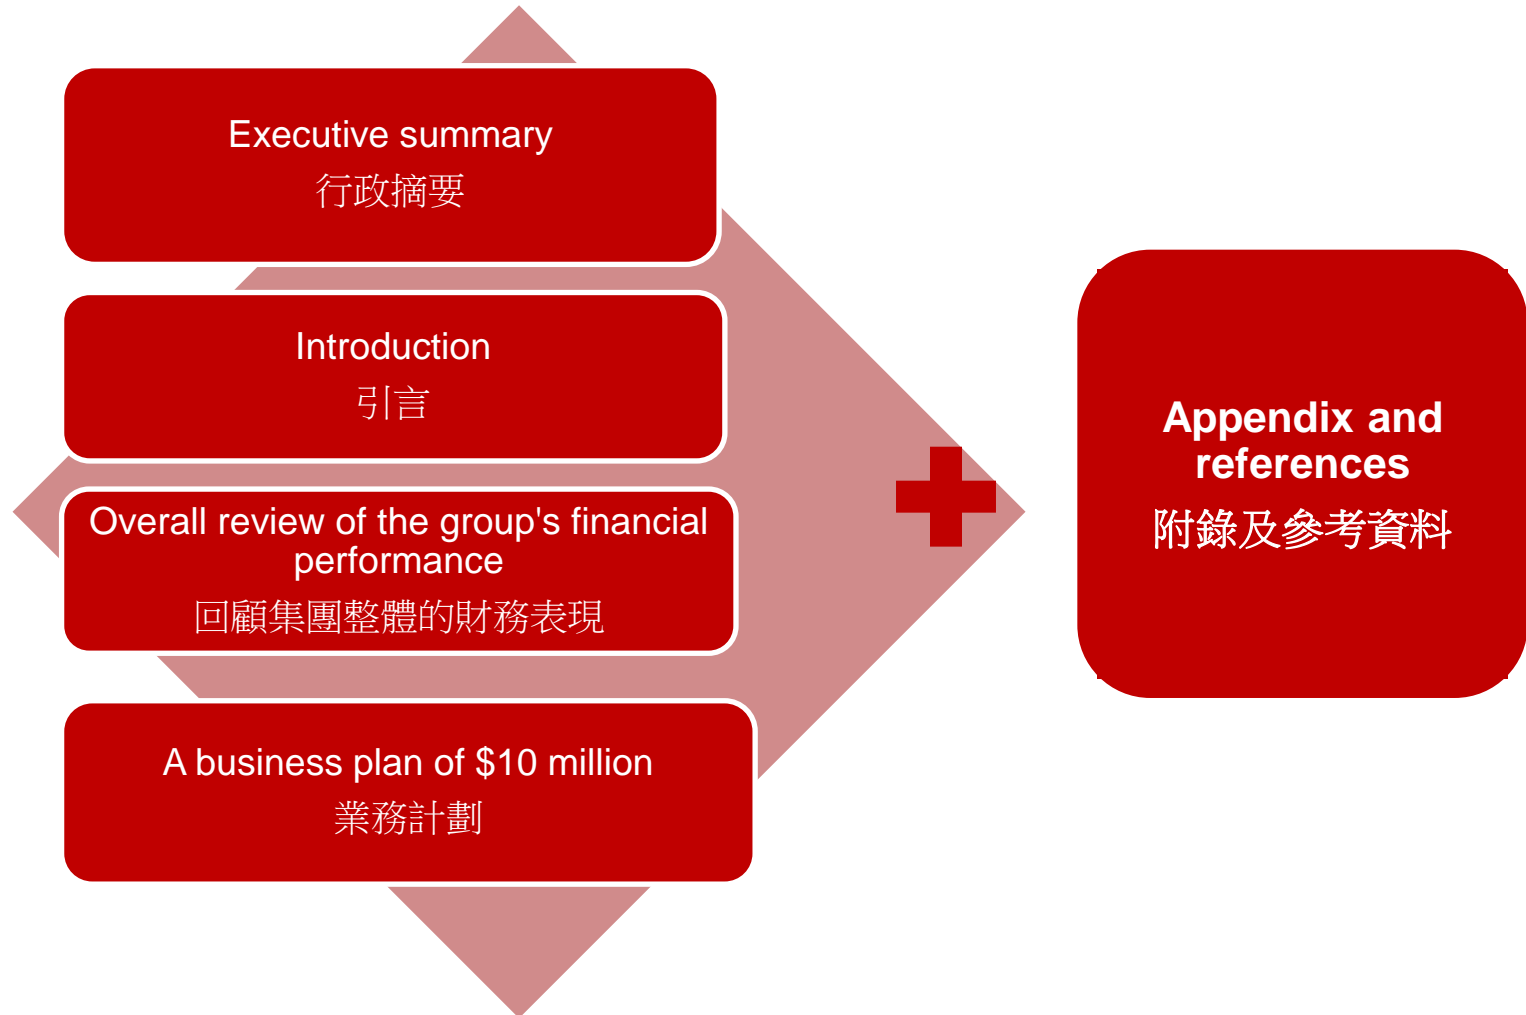 Executive summary
行政摘要
Introduction
引言
Overall review of the group's financial
performance
回顧集團整體的財務表現
A business plan of $10 million
業務計劃
Appendix and
references
附錄及參考資料